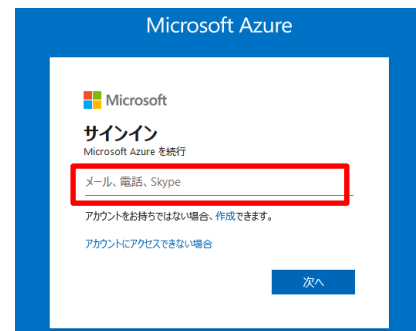 Microsoft Azure
Microsoft
サインイン
Microsoft Azure を続行
メール、電話、Skype
アカウントをお持ちではない場合、作成できます。
アカウントにアクセスできない場合
次へ